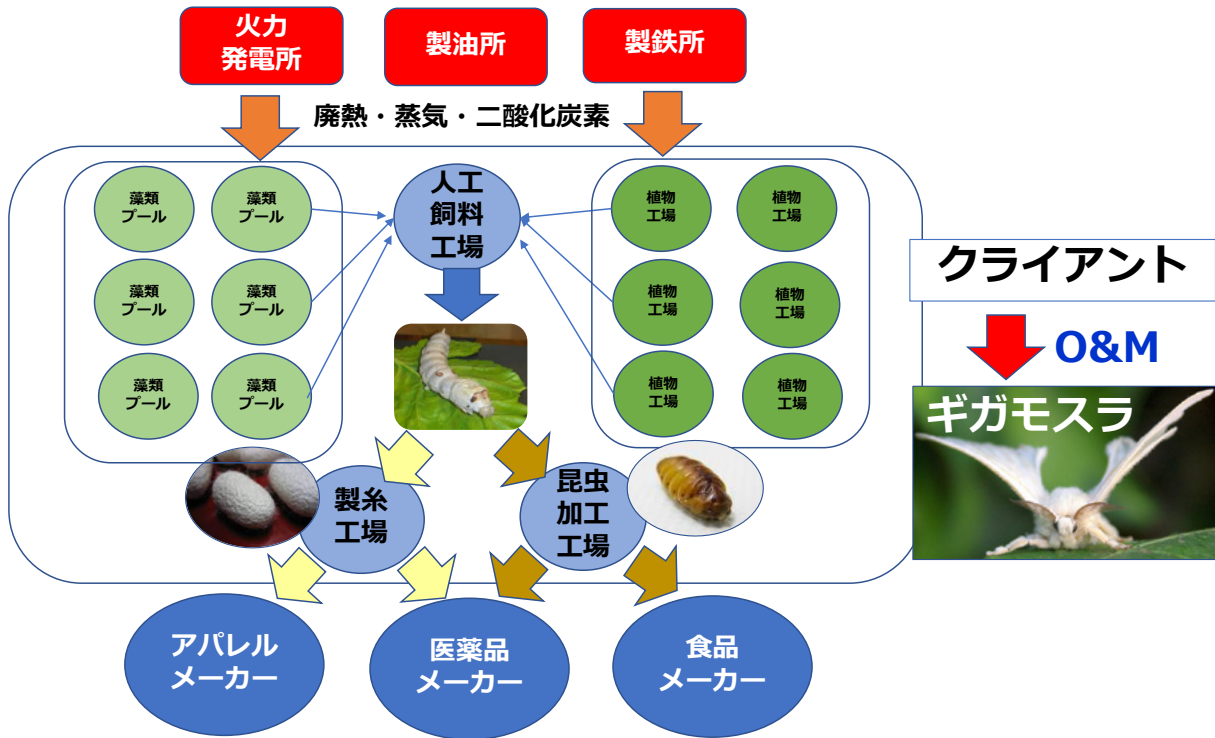 火力
発電所
製油所
製鉄所
廃熱・蒸気・二酸化炭素
藻類
プール
藻類
プール
人工
飼料
工場
植物
工場
植物
工場
藻類
プール
藻類
プール
植物
工場
植物
工場
藻類
プール
藻類
プール
植物
工場
植物
工場
クライアント
O&M
ギガモスラ
製糸
工場
昆虫
加工
工場
アパレル
メーカー
医薬品
メーカー
食品
メーカー